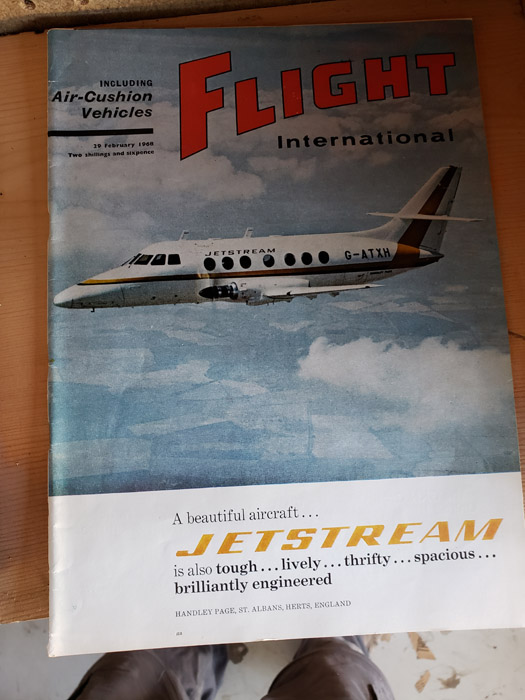 INCLUDING
Air-Cushion
Vehicles
29 February 1968
Two shillings and sixpence
FLIGHT
International
JETSTREAM
G-ATXH
A beautiful aircraft...
JETSTREAM
is also tough...lively...thrifty...spacious...
brilliantly engineered
HANDLEY PAGE, ST. ALBANS, HERTS, ENGLAND